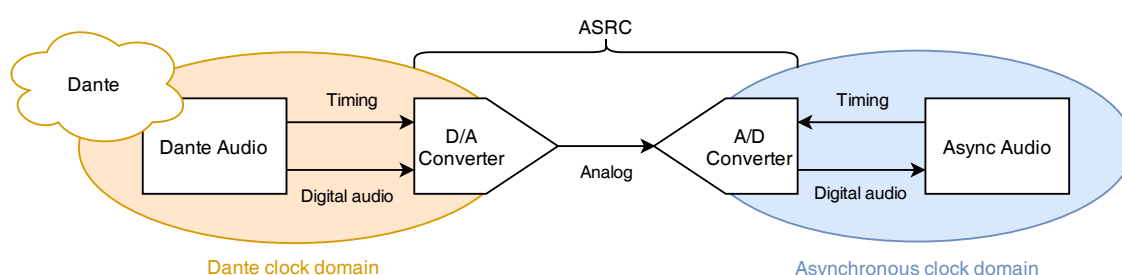 ASRC
Dante
Timing
Timing
Dante Audio
D/A
Converter
A/D
Converter
Async Audio
Analog
Digital audio
Digital audio
Dante clock domain
Asynchronous clock domain